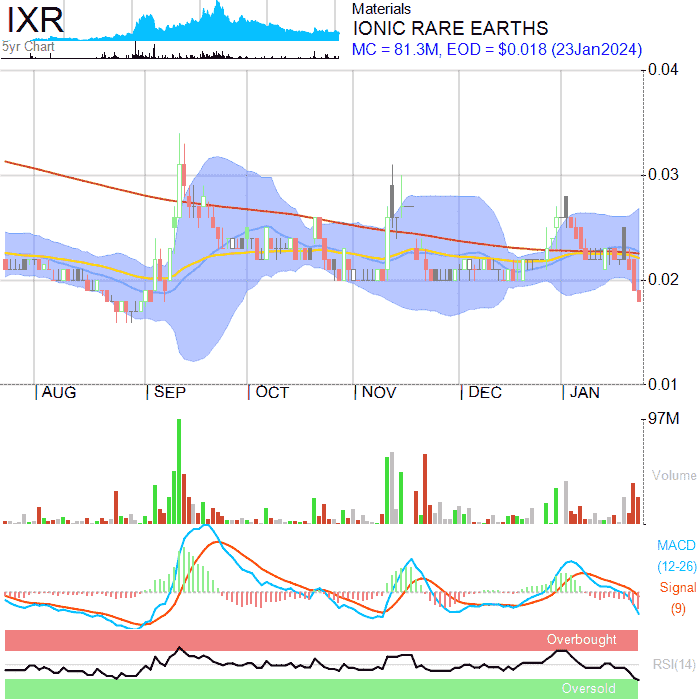 IXR
5yr Chart
Materials
IONIC RARE EARTHS
MC = 81.3M, EOD = $0.018 (23Jan2024)
0.04
0.03
0.02
0.01
AUG SEP OCT NOV DEC JAN
97M
Volume
MACD
(12-26)
Signal
(9)
Overbought
RSI(14)
Oversold